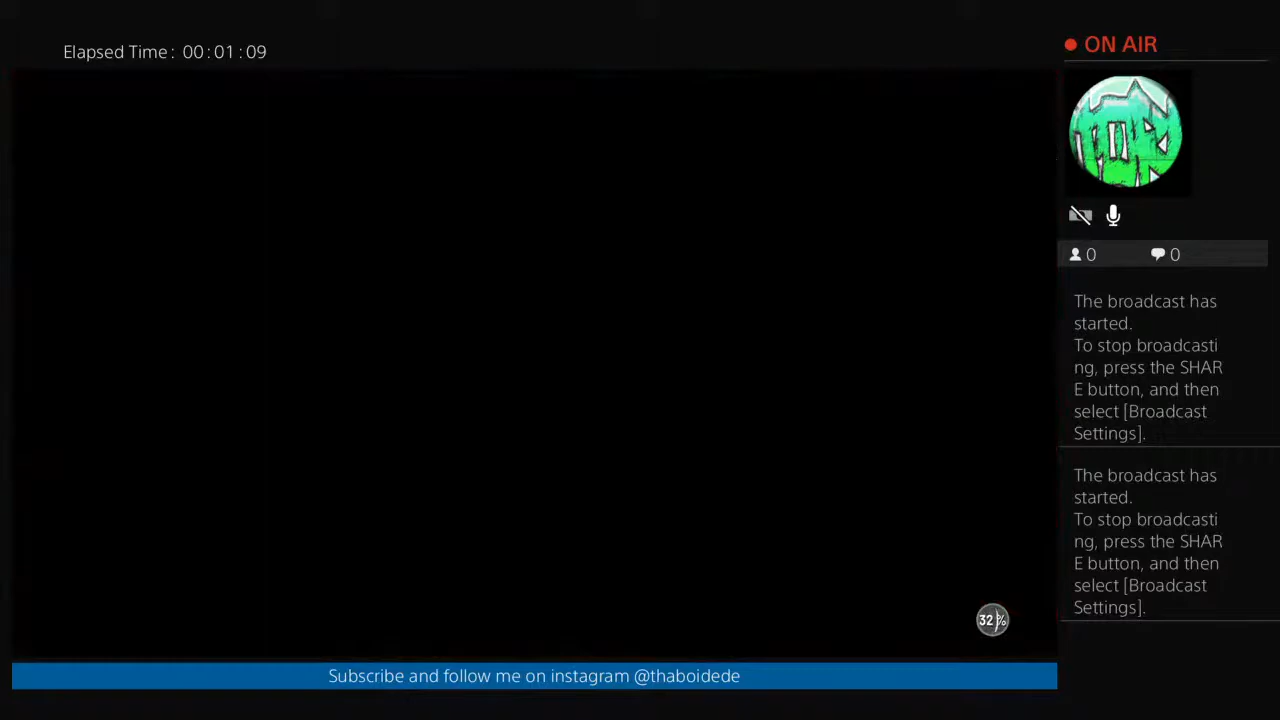 Elapsed Time: 00:01:09
ON AIR
0
0
The broadcast has
started.
To stop broadcasti
ng, press the SHAR
E button, and then
select [Broadcast
Settings].
The broadcast has
started.
To stop broadcasti
ng, press the SHAR
E button, and then
select [Broadcast
Settings].
32%
Subscribe and follow me on instagram @thaboidede